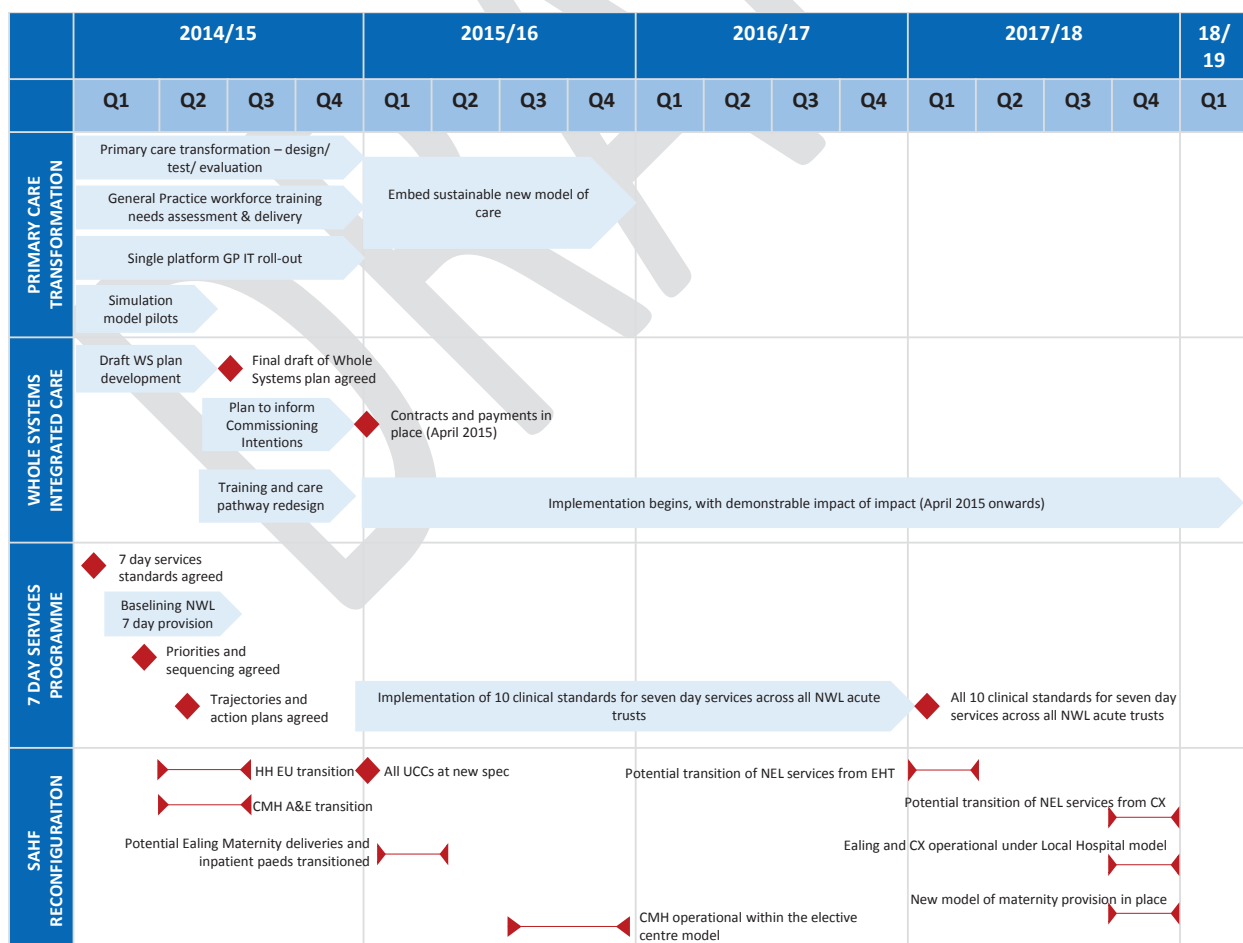 2014/15
2015/16
2016/17
2017/18
18/
19
Q1
Q2
Q3
Q4
Q1
Q2
Q3
Q4
Q1
Q2
Q3
Q4
Q1
Q2
Q3
Q4
Q1
PRIMARY CARE
TRANSFORMATION
Primary care transformation – design/
test/ evaluation
General Practice workforce training
needs assessment & delivery
Embed sustainable new model of
care
Single platform GP IT roll-out
Simulation
model pilots
WHOLE SYSTEMS
INTEGRATED CARE
Draft WS plan
development
Final draft of Whole
Systems plan agreed
Plan to inform
Commissioning
Intentions
Contracts and payments in
place (April 2015)
Training and care
pathway redesign
Implementation begins, with demonstrable impact of impact (April 2015 onwards)
7 DAY SERVICES
PROGRAMME
7 day services
standards agreed
Baselining NWL
7 day provision
Priorities and
sequencing agreed
Trajectories and
action plans agreed
Implementation of 10 clinical standards for seven day services across all NWL acute
trusts
All 10 clinical standards for seven day
services across all NWL acute trusts
SAHF
RECONFIGURAITON
HH EU transition
All UCCs at new spec
Potential transition of NEL services from EHT
CMH A&E transition
Potential transition of NEL services from CX
Potential Ealing Maternity deliveries and
inpatient paeds transitioned
Ealing and CX operational under Local Hospital model
New model of maternity provision in place
CMH operational within the elective
centre model